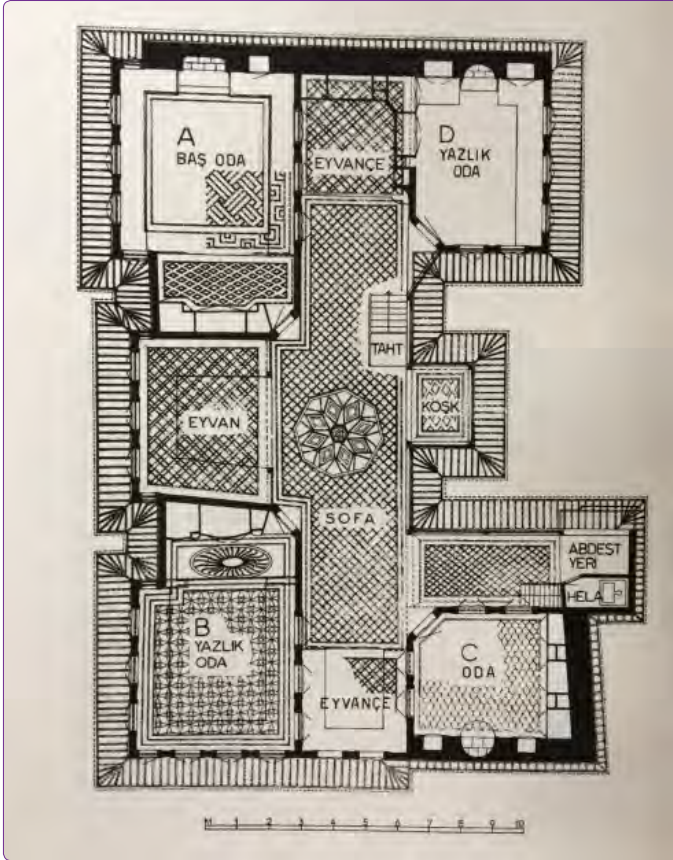 A
BAŞ ODA
EYVANÇE
D
YAZLIK
ODA
TAHT
EYVAN
KÖŞK
SOFA
ABDEST
YERİ
HELA
B
YAZLIK
ODA
C
ODA
EYVANÇE
M 1 2 3 4 5 6 7 8 9 10